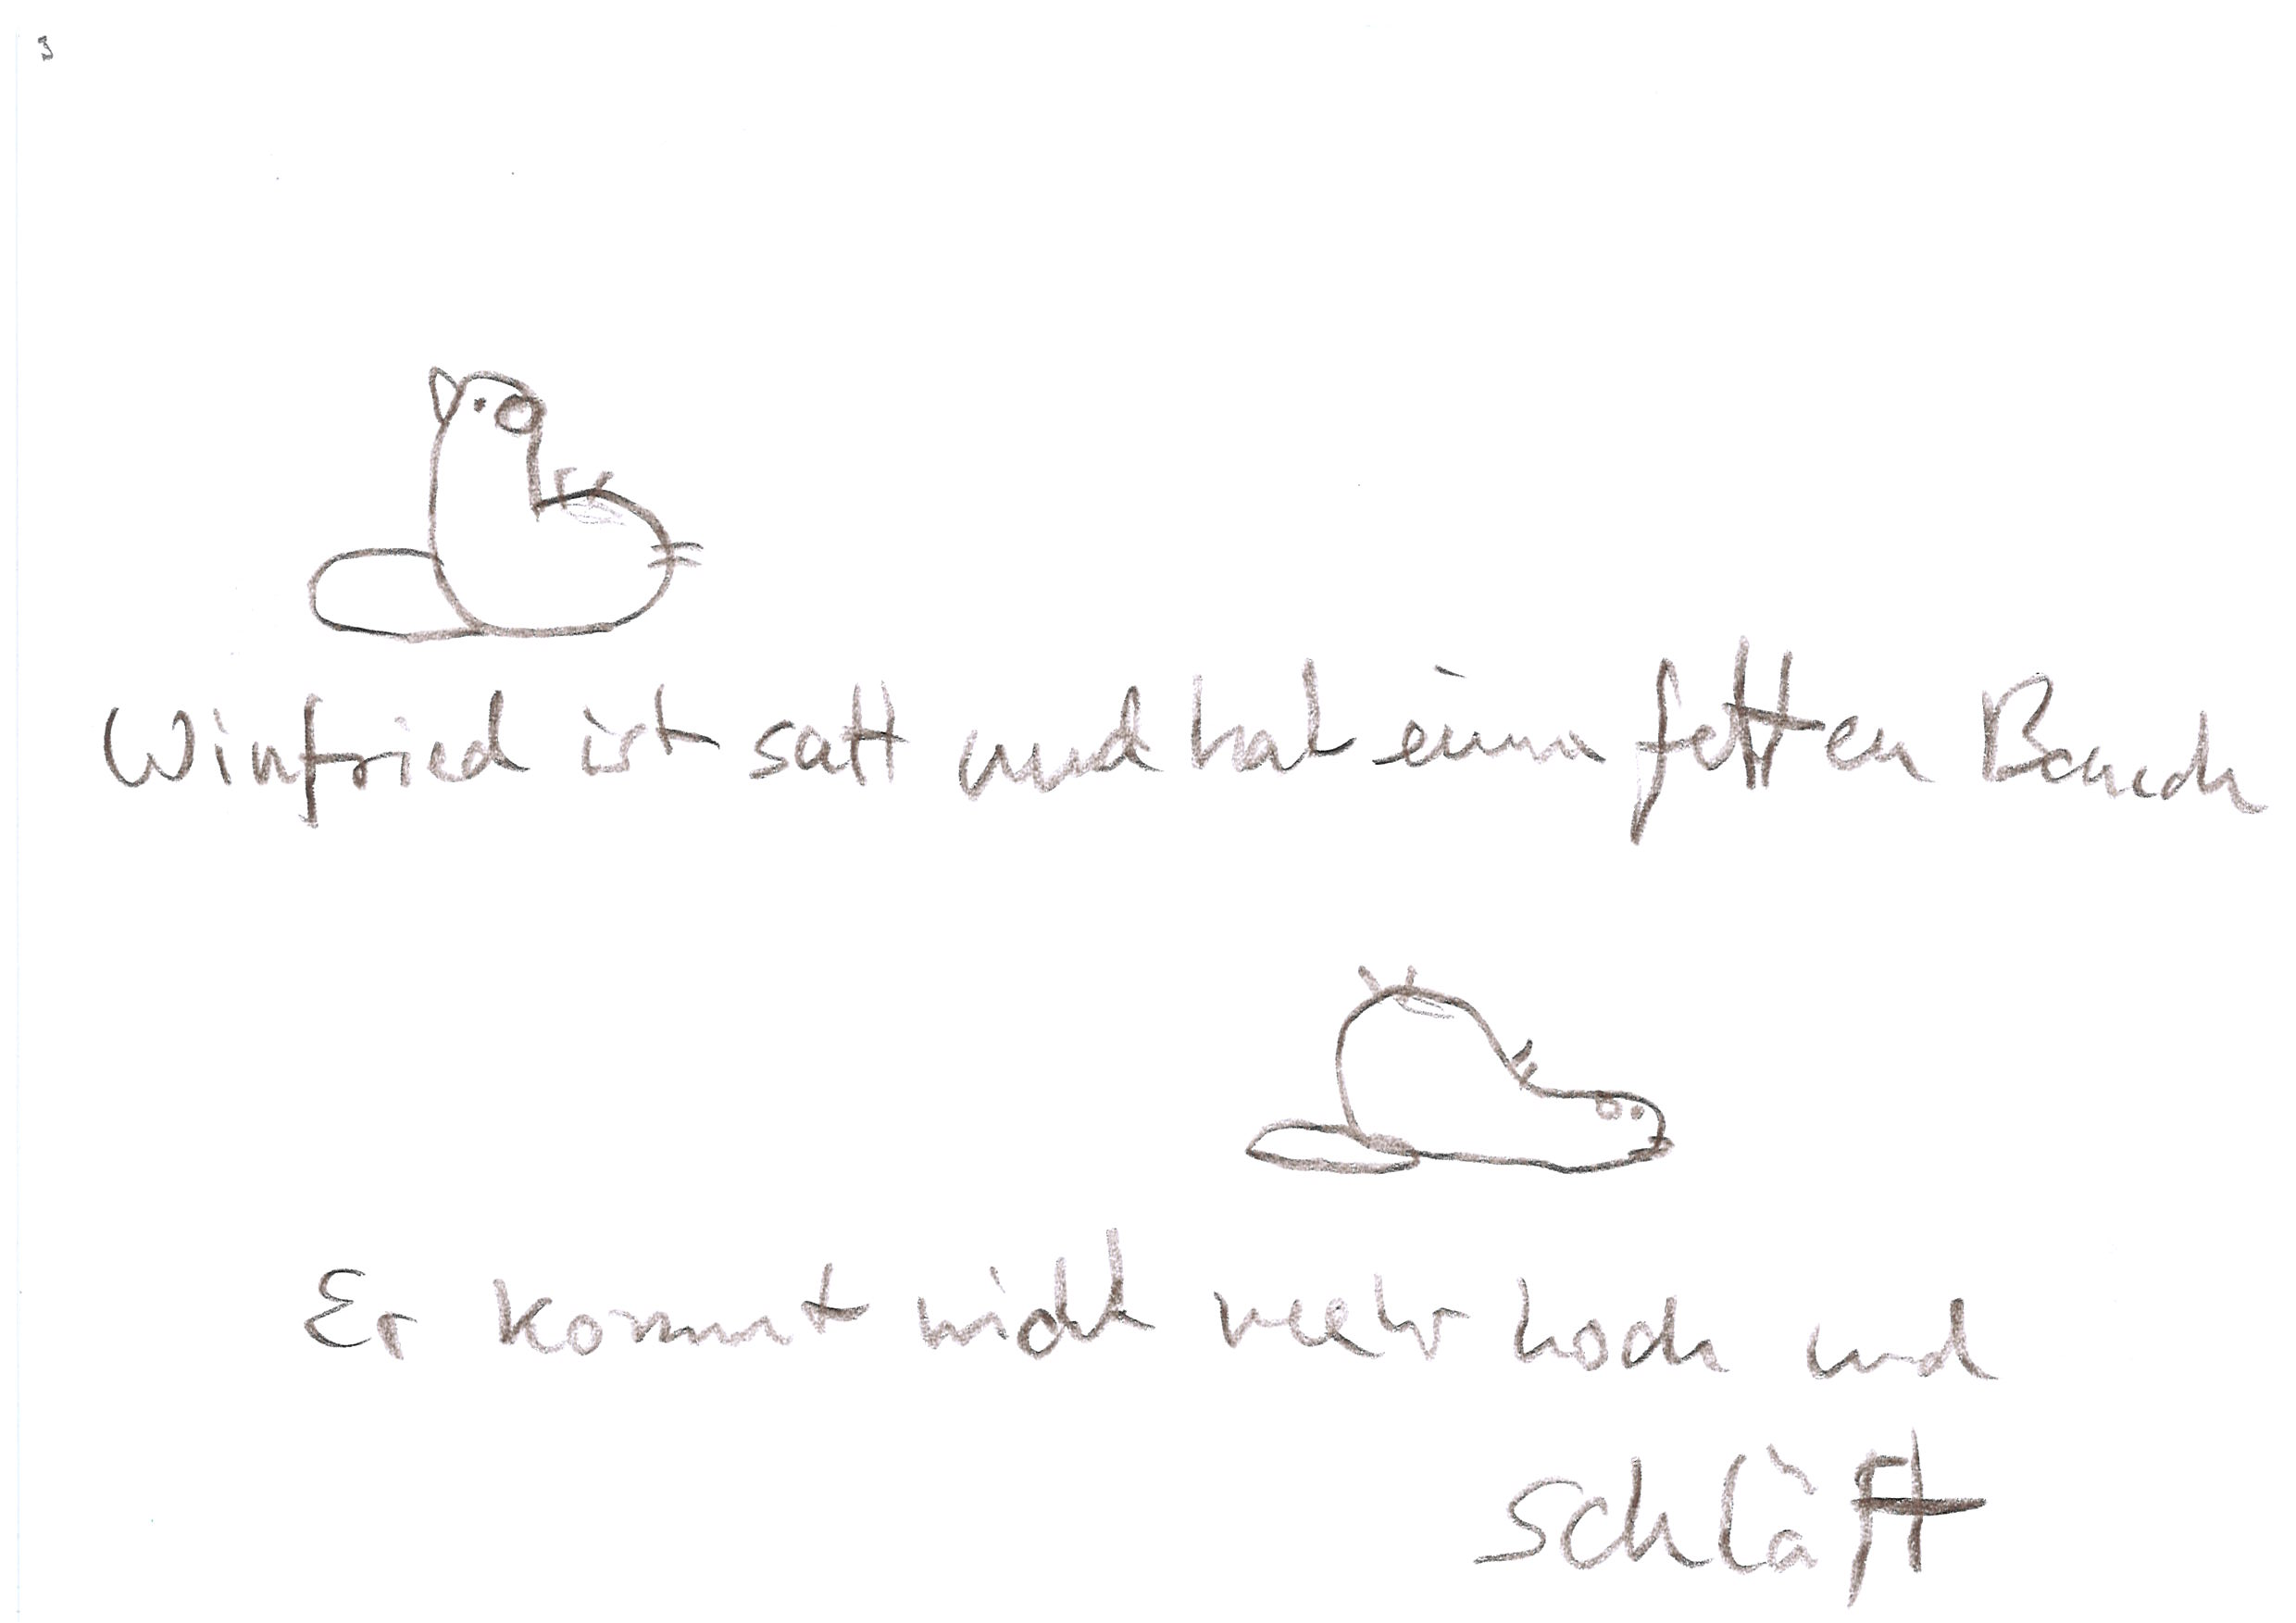 3
Winfried ist satt und hat einen fetten Bauch
Er kommt nicht mehr hoch und
schläft